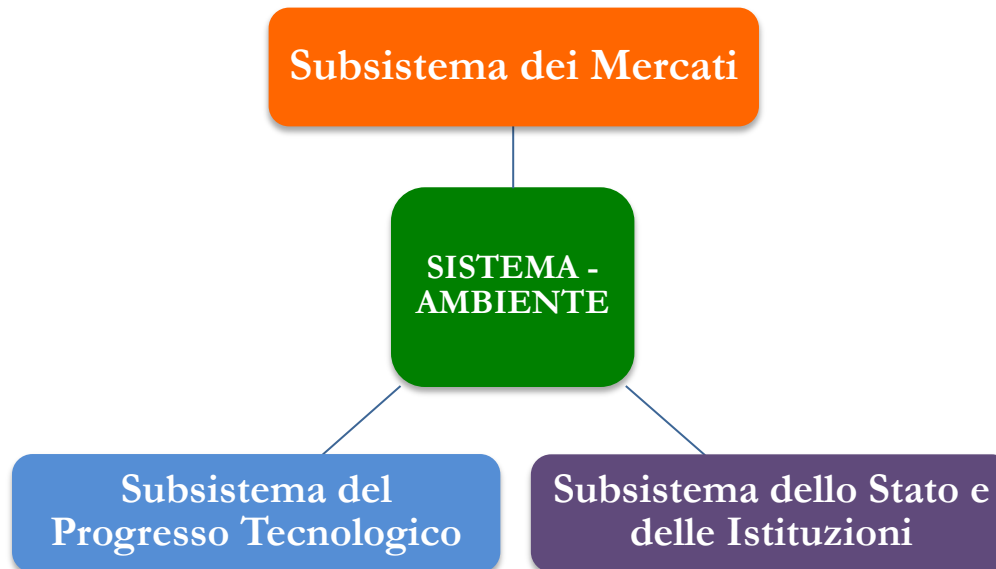 Subsistema dei Mercati
SISTEMA -
AMBIENTE
Subsistema del
Progresso Tecnologico
Subsistema dello Stato e
delle Istituzioni